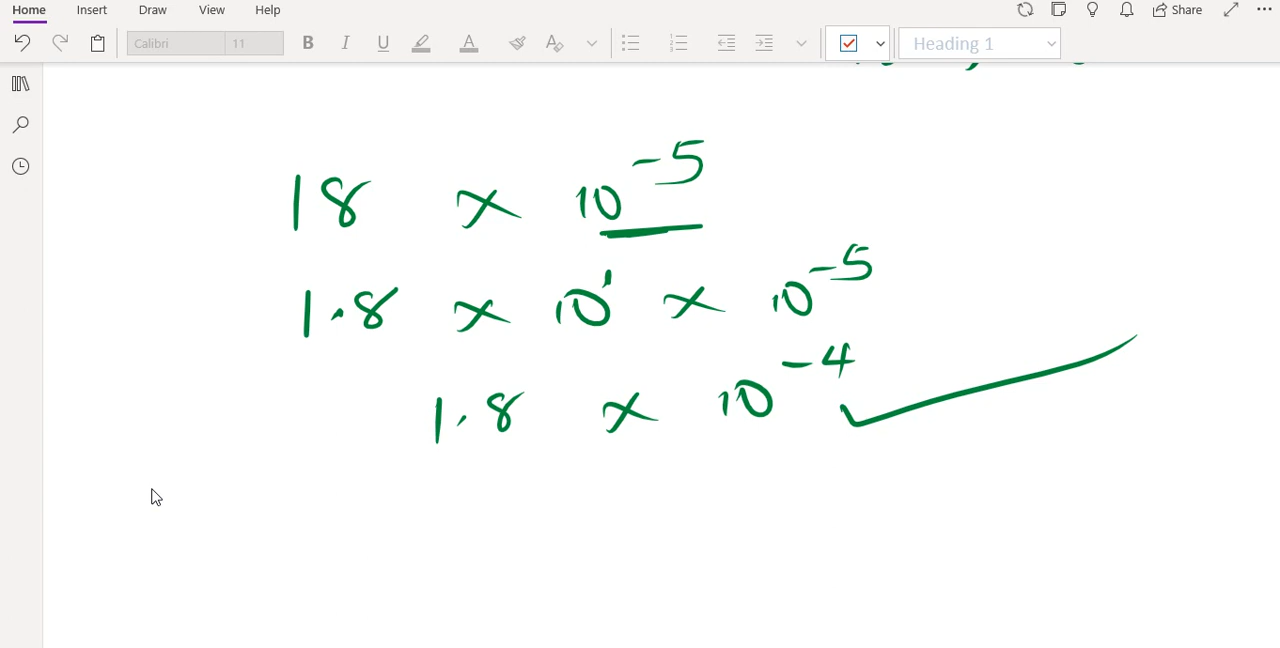 Home Insert Draw View Help Share
Calibri 11 B I U A A Heading 1
18 × 10⁻⁵
1.8 × 10¹ × 10⁻⁵
1.8 × 10⁻⁴